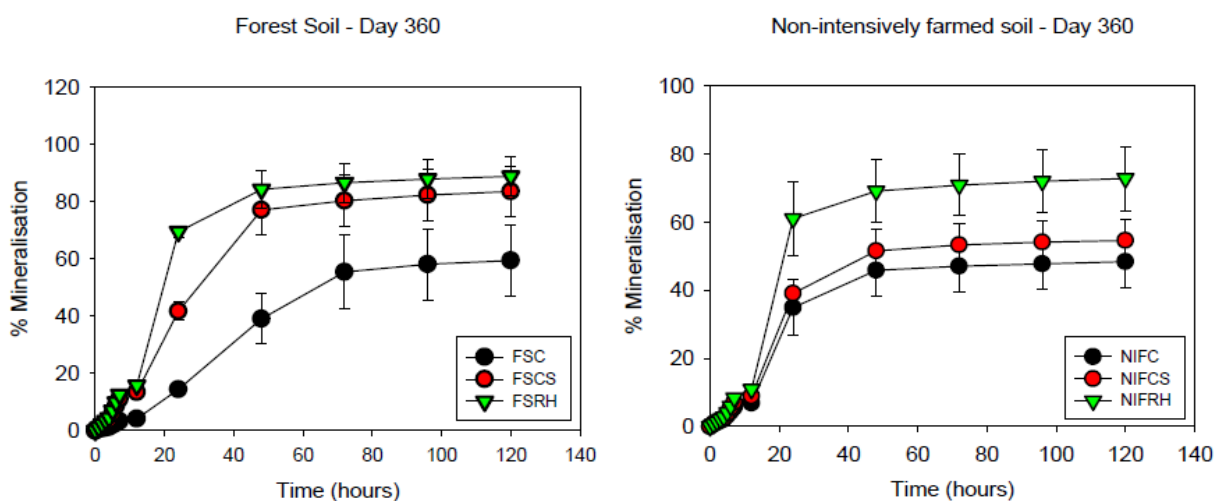 Forest Soil - Day 360
% Mineralisation
120
100
80
60
40
20
0
FSC
FSCS
FSRH
0 20 40 60 80 100 120 140
Time (hours)
Non-intensively farmed soil - Day 360
% Mineralisation
100
80
60
40
20
0
NIFC
NIFCS
NIFRH
0 20 40 60 80 100 120 140
Time (hours)